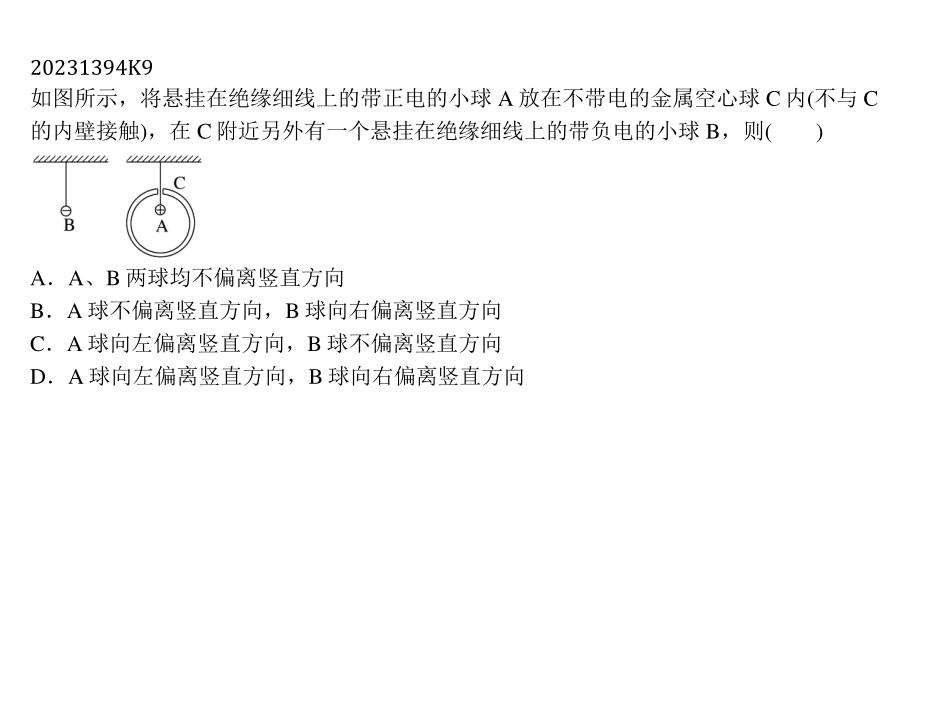 20231394K9
如图所示，将悬挂在绝缘细线上的带正电的小球 A 放在不带电的金属空心球 C 内(不与 C
的内壁接触)，在 C 附近另外有一个悬挂在绝缘细线上的带负电的小球 B，则(　　)
C
B
A
A．A、B 两球均不偏离竖直方向
B．A 球不偏离竖直方向，B 球向右偏离竖直方向
C．A 球向左偏离竖直方向，B 球不偏离竖直方向
D．A 球向左偏离竖直方向，B 球向右偏离竖直方向